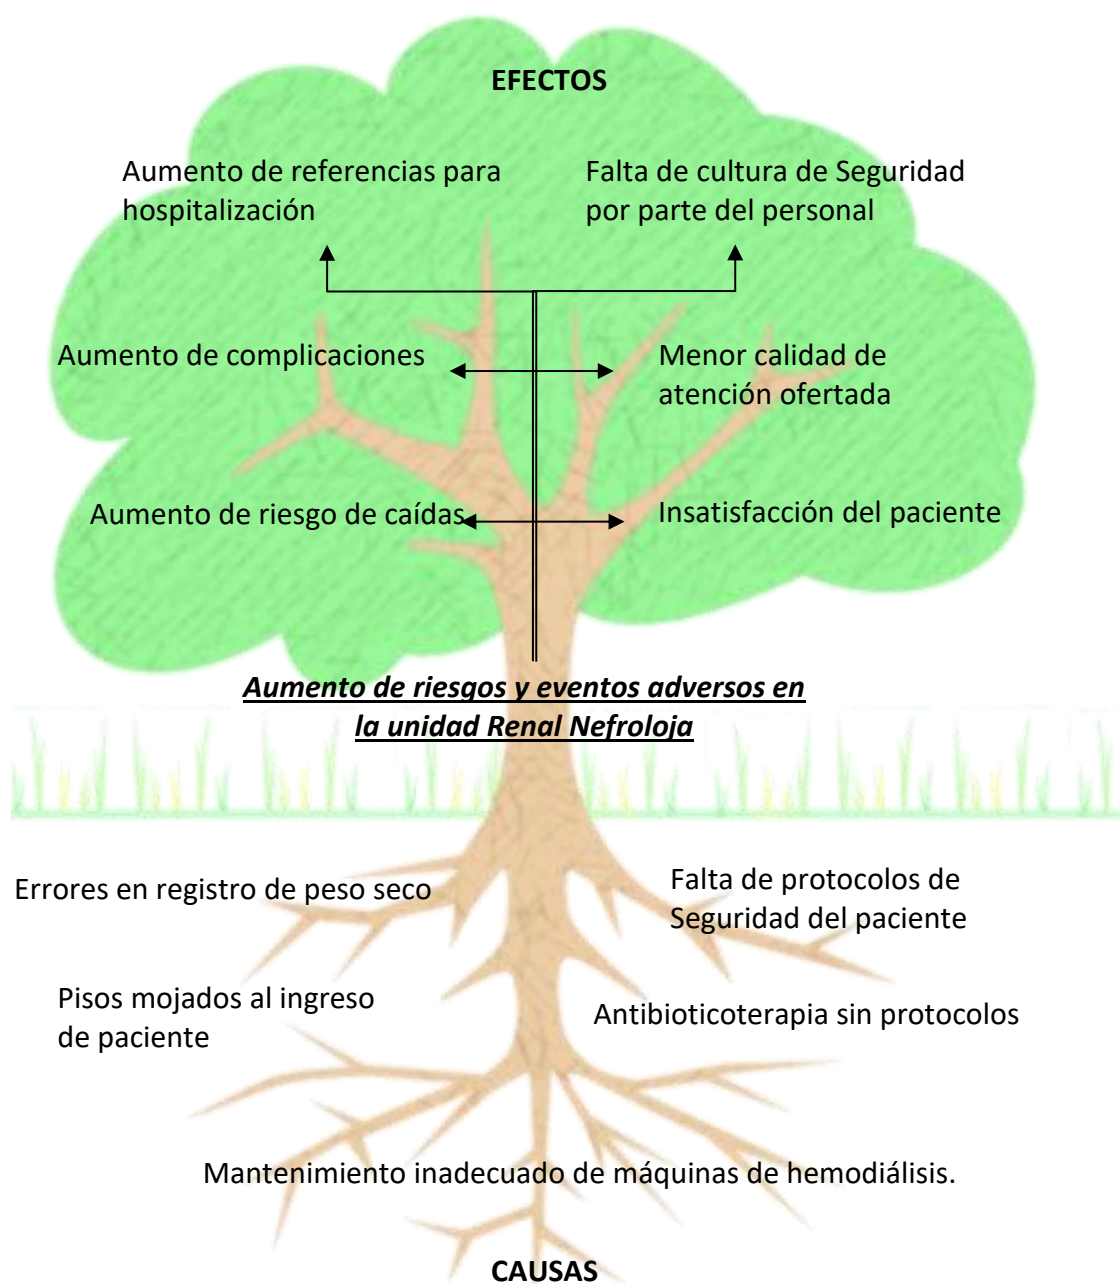 EFECTOS
Aumento de referencias para
hospitalización
Falta de cultura de Seguridad
por parte del personal
Aumento de complicaciones
Menor calidad de
atención ofertada
Aumento de riesgo de caídas
Insatisfacción del paciente
Aumento de riesgos y eventos adversos en
la unidad Renal Nefroloja
Errores en registro de peso seco
Falta de protocolos de
Seguridad del paciente
Pisos mojados al ingreso
de paciente
Antibioticoterapia sin protocolos
Mantenimiento inadecuado de máquinas de hemodiálisis.
CAUSAS